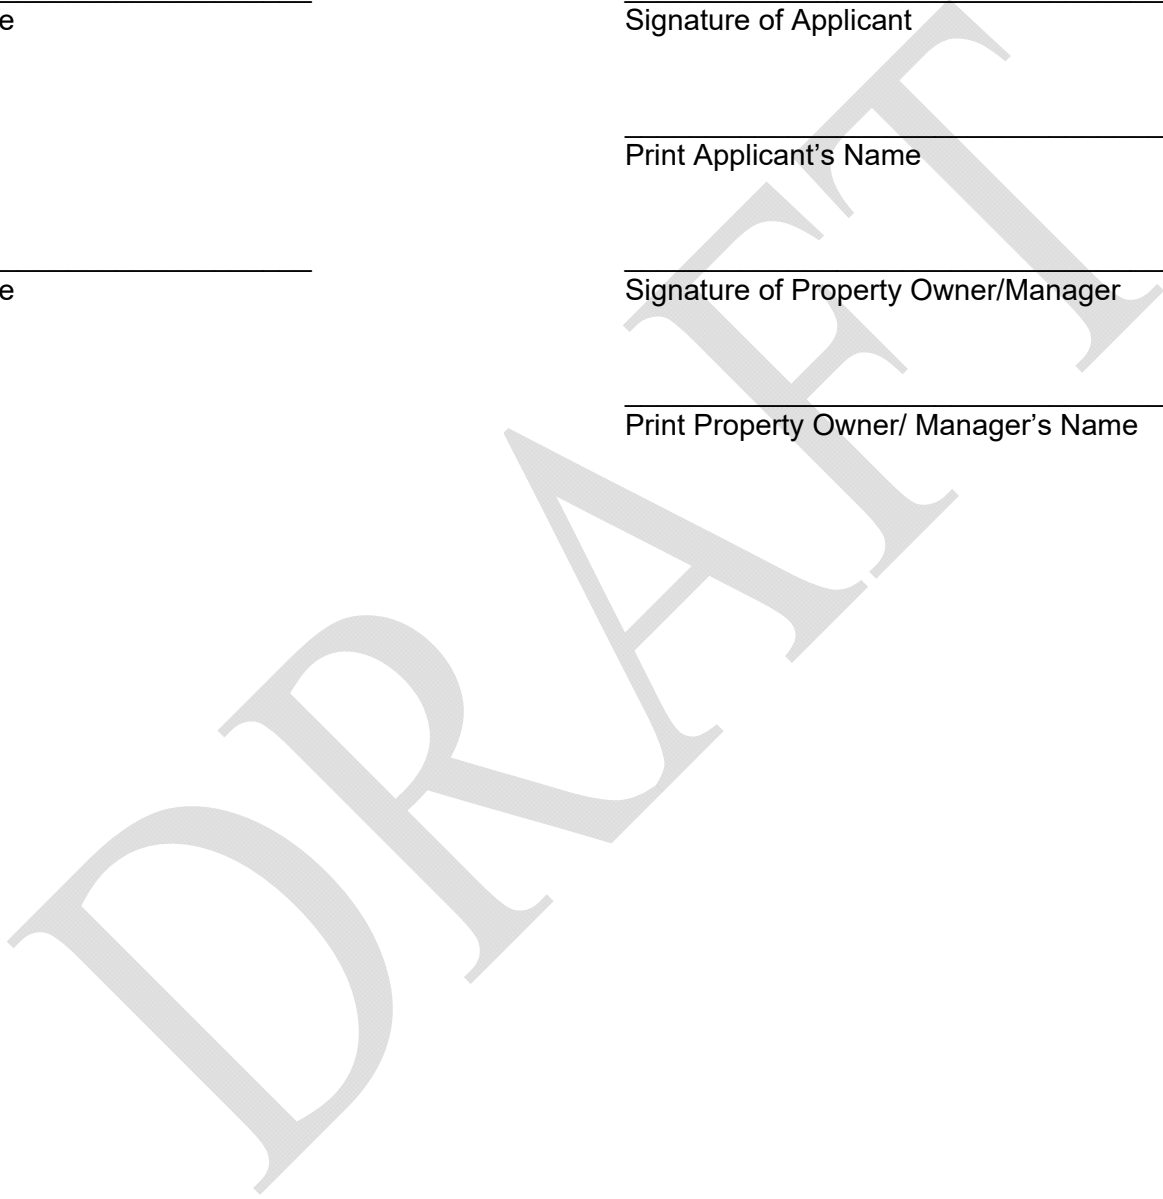 e Signature of Applicant
Print Applicant’s Name
e Signature of Property Owner/Manager
Print Property Owner/ Manager’s Name
DRAFT